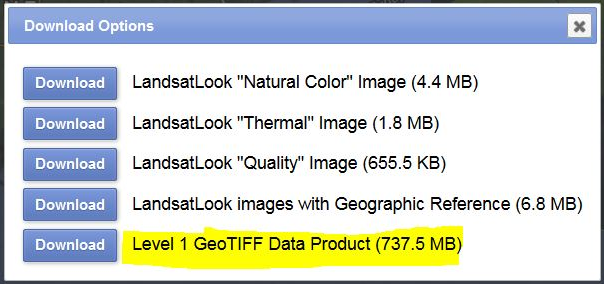 Download Options
Download LandsatLook "Natural Color" Image (4.4 MB)
Download LandsatLook "Thermal" Image (1.8 MB)
Download LandsatLook "Quality" Image (655.5 KB)
Download LandsatLook images with Geographic Reference (6.8 MB)
Download Level 1 GeoTIFF Data Product (737.5 MB)